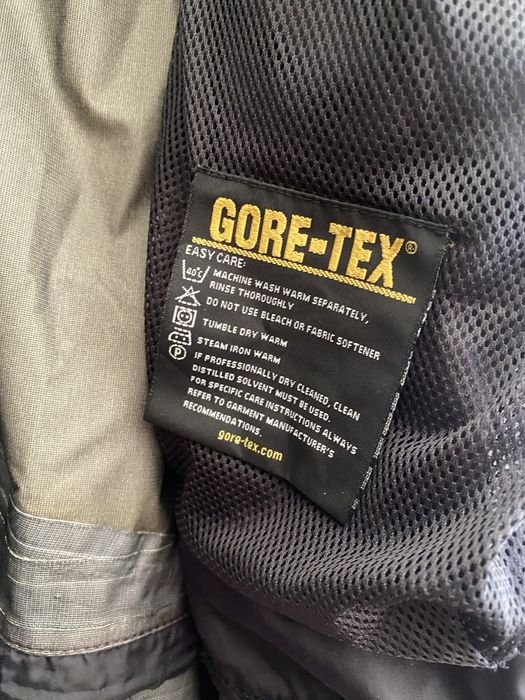 GORE-TEX®
EASY CARE:
40°C MACHINE WASH WARM SEPARATELY,
RINSE THOROUGHLY
DO NOT USE BLEACH OR FABRIC SOFTENER
TUMBLE DRY WARM
STEAM IRON WARM
P IF PROFESSIONALLY DRY CLEANED, CLEAN
DISTILLED SOLVENT MUST BE USED.
FOR SPECIFIC CARE INSTRUCTIONS ALWAYS
REFER TO GARMENT MANUFACTURER'S
RECOMMENDATIONS.
gore-tex.com